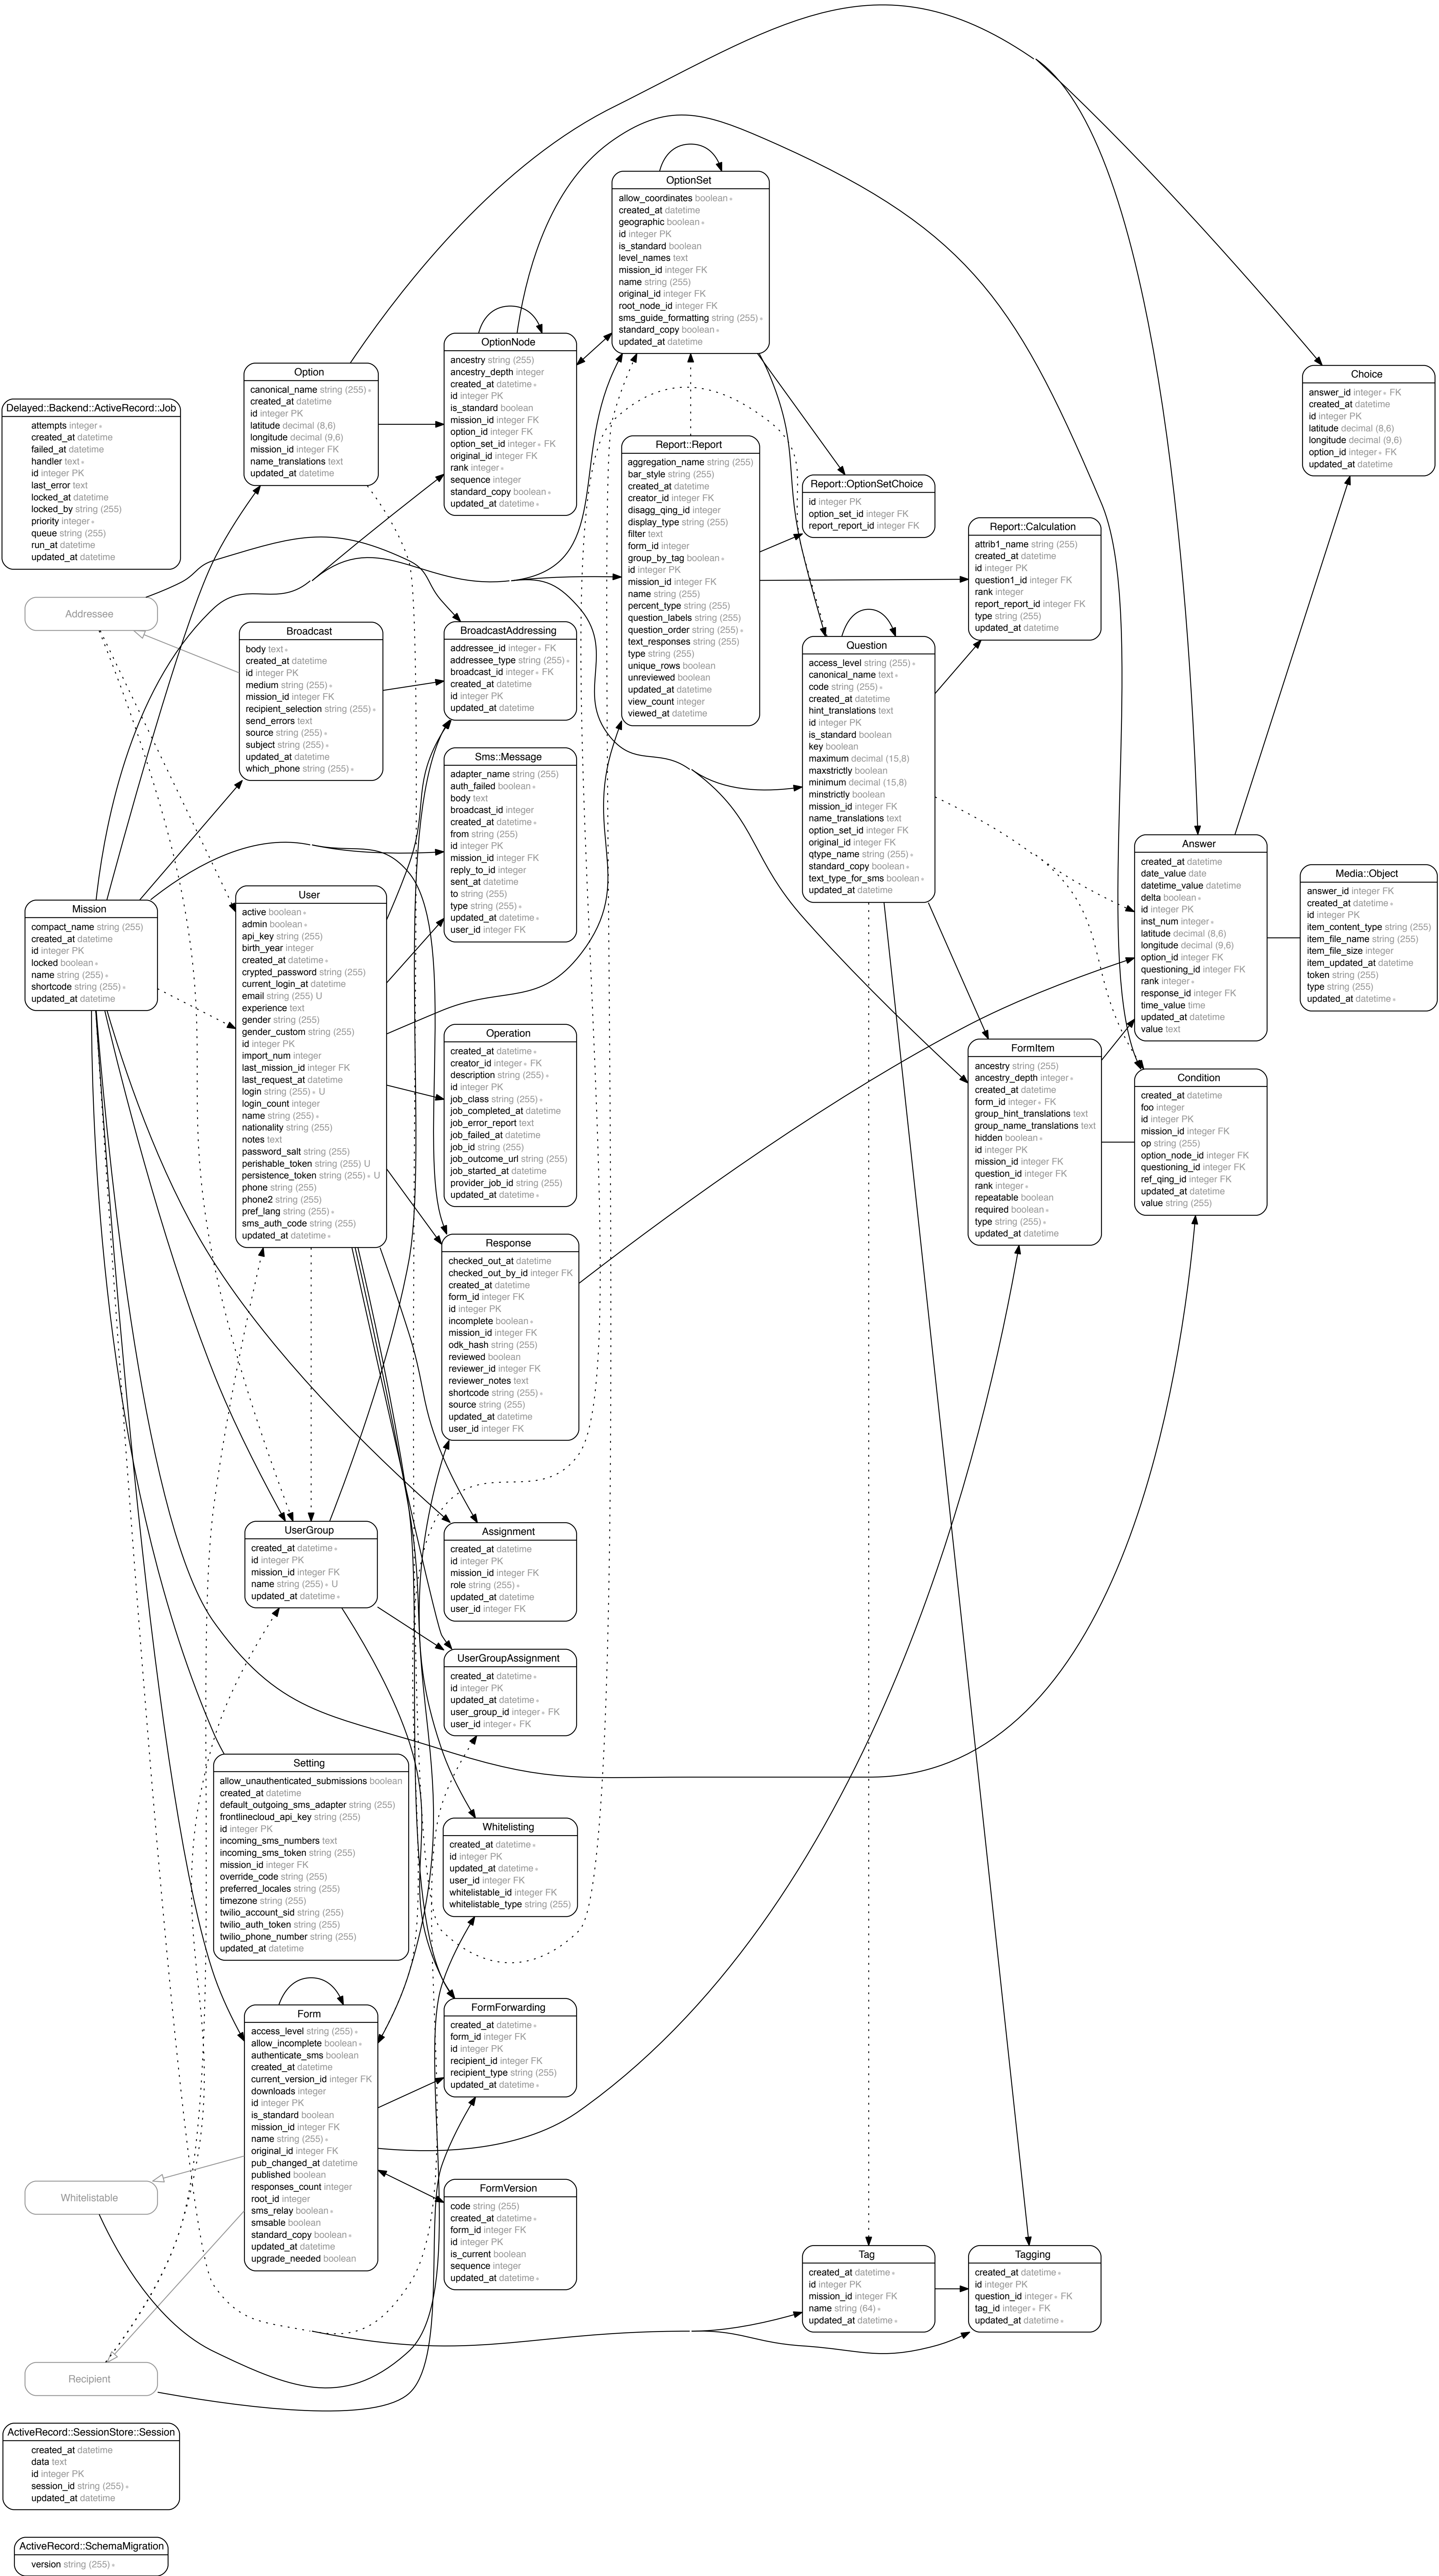 OptionSet
allow_coordinates boolean ∗
created_at datetime
geographic boolean ∗
id integer PK
is_standard boolean
level_names text
mission_id integer FK
name string (255)
original_id integer FK
root_node_id integer FK
sms_guide_formatting string (255) ∗
standard_copy boolean ∗
updated_at datetime
OptionNode
ancestry string (255)
ancestry_depth integer
created_at datetime ∗
id integer PK
is_standard boolean
mission_id integer FK
option_id integer FK
option_set_id integer ∗ FK
original_id integer FK
rank integer ∗
sequence integer
standard_copy boolean ∗
updated_at datetime ∗
Option
canonical_name string (255) ∗
created_at datetime
id integer PK
latitude decimal (8,6)
longitude decimal (9,6)
mission_id integer FK
name_translations text
updated_at datetime
Choice
answer_id integer ∗ FK
created_at datetime
id integer PK
latitude decimal (8,6)
longitude decimal (9,6)
option_id integer ∗ FK
updated_at datetime
Delayed::Backend::ActiveRecord::Job
attempts integer ∗
created_at datetime
failed_at datetime
handler text ∗
id integer PK
last_error text
locked_at datetime
locked_by string (255)
priority integer ∗
queue string (255)
run_at datetime
updated_at datetime
Report::Report
aggregation_name string (255)
bar_style string (255)
created_at datetime
creator_id integer FK
disagg_qing_id integer
display_type string (255)
filter text
form_id integer
group_by_tag boolean ∗
id integer PK
mission_id integer FK
name string (255)
percent_type string (255)
question_labels string (255)
question_order string (255) ∗
text_responses string (255)
type string (255)
unique_rows boolean
unreviewed boolean
updated_at datetime
view_count integer
viewed_at datetime
Report::OptionSetChoice
id integer PK
option_set_id integer FK
report_report_id integer FK
Report::Calculation
attrib1_name string (255)
created_at datetime
id integer PK
question1_id integer FK
rank integer
report_report_id integer FK
type string (255)
updated_at datetime
Addressee
Broadcast
body text ∗
created_at datetime
id integer PK
medium string (255) ∗
mission_id integer FK
recipient_selection string (255) ∗
send_errors text
source string (255) ∗
subject string (255) ∗
updated_at datetime
which_phone string (255) ∗
BroadcastAddressing
addressee_id integer ∗ FK
addressee_type string (255) ∗
broadcast_id integer ∗ FK
created_at datetime
id integer PK
updated_at datetime
Question
access_level string (255) ∗
canonical_name text ∗
code string (255) ∗
created_at datetime
hint_translations text
id integer PK
is_standard boolean
key boolean
maximum decimal (15,8)
maxstrictly boolean
minimum decimal (15,8)
minstrictly boolean
mission_id integer FK
name_translations text
option_set_id integer FK
original_id integer FK
qtype_name string (255) ∗
standard_copy boolean ∗
text_type_for_sms boolean ∗
updated_at datetime
Sms::Message
adapter_name string (255)
auth_failed boolean ∗
body text
broadcast_id integer
created_at datetime ∗
from string (255)
id integer PK
mission_id integer FK
reply_to_id integer
sent_at datetime
to string (255)
type string (255) ∗
updated_at datetime ∗
user_id integer FK
Answer
created_at datetime
date_value date
datetime_value datetime
delta boolean ∗
id integer PK
inst_num integer ∗
latitude decimal (8,6)
longitude decimal (9,6)
option_id integer FK
questioning_id integer FK
rank integer ∗
response_id integer FK
time_value time
updated_at datetime
value text
Media::Object
answer_id integer FK
created_at datetime ∗
id integer PK
item_content_type string (255)
item_file_name string (255)
item_file_size integer
item_updated_at datetime
token string (255)
type string (255)
updated_at datetime ∗
Mission
compact_name string (255)
created_at datetime
id integer PK
locked boolean ∗
name string (255) ∗
shortcode string (255) ∗
updated_at datetime
User
active boolean ∗
admin boolean ∗
api_key string (255)
birth_year integer
created_at datetime ∗
crypted_password string (255)
current_login_at datetime
email string (255) U
experience text
gender string (255)
gender_custom string (255)
id integer PK
import_num integer
last_mission_id integer FK
last_request_at datetime
login string (255) ∗ U
login_count integer
name string (255) ∗
nationality string (255)
notes text
password_salt string (255)
perishable_token string (255) U
persistence_token string (255) ∗ U
phone string (255)
phone2 string (255)
pref_lang string (255) ∗
sms_auth_code string (255)
updated_at datetime ∗
Operation
created_at datetime ∗
creator_id integer ∗ FK
description string (255) ∗
id integer PK
job_class string (255) ∗
job_completed_at datetime
job_error_report text
job_failed_at datetime
job_id string (255)
job_outcome_url string (255)
job_started_at datetime
provider_job_id string (255)
updated_at datetime ∗
FormItem
ancestry string (255)
ancestry_depth integer ∗
created_at datetime
form_id integer ∗ FK
group_hint_translations text
group_name_translations text
hidden boolean ∗
id integer PK
mission_id integer FK
question_id integer FK
rank integer ∗
repeatable boolean
required boolean ∗
type string (255) ∗
updated_at datetime
Condition
created_at datetime
foo integer
id integer PK
mission_id integer FK
op string (255)
option_node_id integer FK
questioning_id integer FK
ref_qing_id integer FK
updated_at datetime
value string (255)
Response
checked_out_at datetime
checked_out_by_id integer FK
created_at datetime
form_id integer FK
id integer PK
incomplete boolean ∗
mission_id integer FK
odk_hash string (255)
reviewed boolean
reviewer_id integer FK
reviewer_notes text
shortcode string (255) ∗
source string (255)
updated_at datetime
user_id integer FK
UserGroup
created_at datetime ∗
id integer PK
mission_id integer FK
name string (255) ∗ U
updated_at datetime ∗
Assignment
created_at datetime
id integer PK
mission_id integer FK
role string (255) ∗
updated_at datetime
user_id integer FK
UserGroupAssignment
created_at datetime ∗
id integer PK
updated_at datetime ∗
user_group_id integer ∗ FK
user_id integer ∗ FK
Setting
allow_unauthenticated_submissions boolean
created_at datetime
default_outgoing_sms_adapter string (255)
frontlinecloud_api_key string (255)
id integer PK
incoming_sms_numbers text
incoming_sms_token string (255)
mission_id integer FK
override_code string (255)
preferred_locales string (255)
timezone string (255)
twilio_account_sid string (255)
twilio_auth_token string (255)
twilio_phone_number string (255)
updated_at datetime
Whitelisting
created_at datetime ∗
id integer PK
updated_at datetime ∗
user_id integer FK
whitelistable_id integer FK
whitelistable_type string (255)
Form
access_level string (255) ∗
allow_incomplete boolean ∗
authenticate_sms boolean
created_at datetime
current_version_id integer FK
downloads integer
id integer PK
is_standard boolean
mission_id integer FK
name string (255) ∗
original_id integer FK
pub_changed_at datetime
published boolean
responses_count integer
root_id integer
sms_relay boolean ∗
smsable boolean
standard_copy boolean ∗
updated_at datetime
upgrade_needed boolean
FormForwarding
created_at datetime ∗
form_id integer FK
id integer PK
recipient_id integer FK
recipient_type string (255)
updated_at datetime ∗
Whitelistable
FormVersion
code string (255)
created_at datetime ∗
form_id integer FK
id integer PK
is_current boolean
sequence integer
updated_at datetime ∗
Tag
created_at datetime ∗
id integer PK
mission_id integer FK
name string (64) ∗
updated_at datetime ∗
Tagging
created_at datetime ∗
id integer PK
question_id integer ∗ FK
tag_id integer ∗ FK
updated_at datetime ∗
Recipient
ActiveRecord::SessionStore::Session
created_at datetime
data text
id integer PK
session_id string (255) ∗
updated_at datetime
ActiveRecord::SchemaMigration
version string (255) ∗